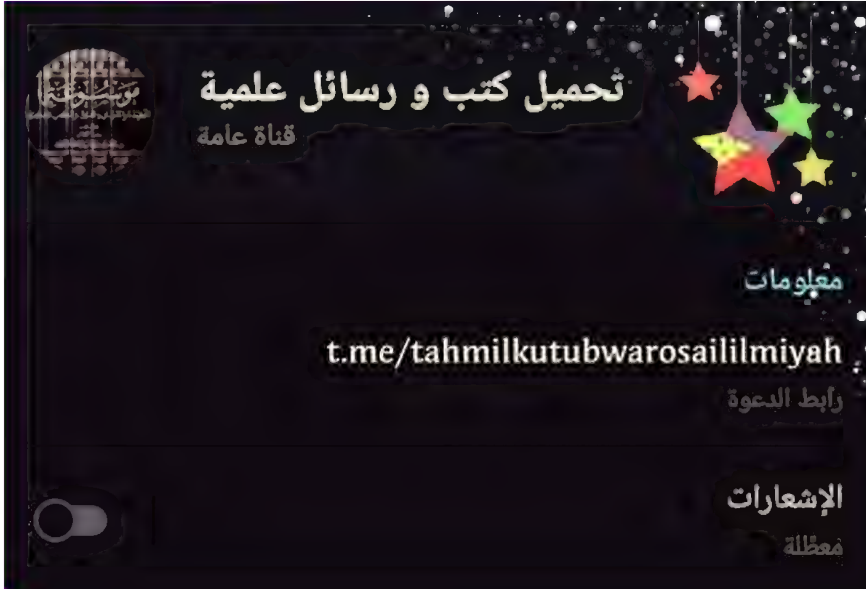 تحميل كتب و رسائل علمية
قناة عامة
معلومات
t.me/tahmilkutubwarosaililmiyah
رابط الدعوة
الإشعارات
معطّلة